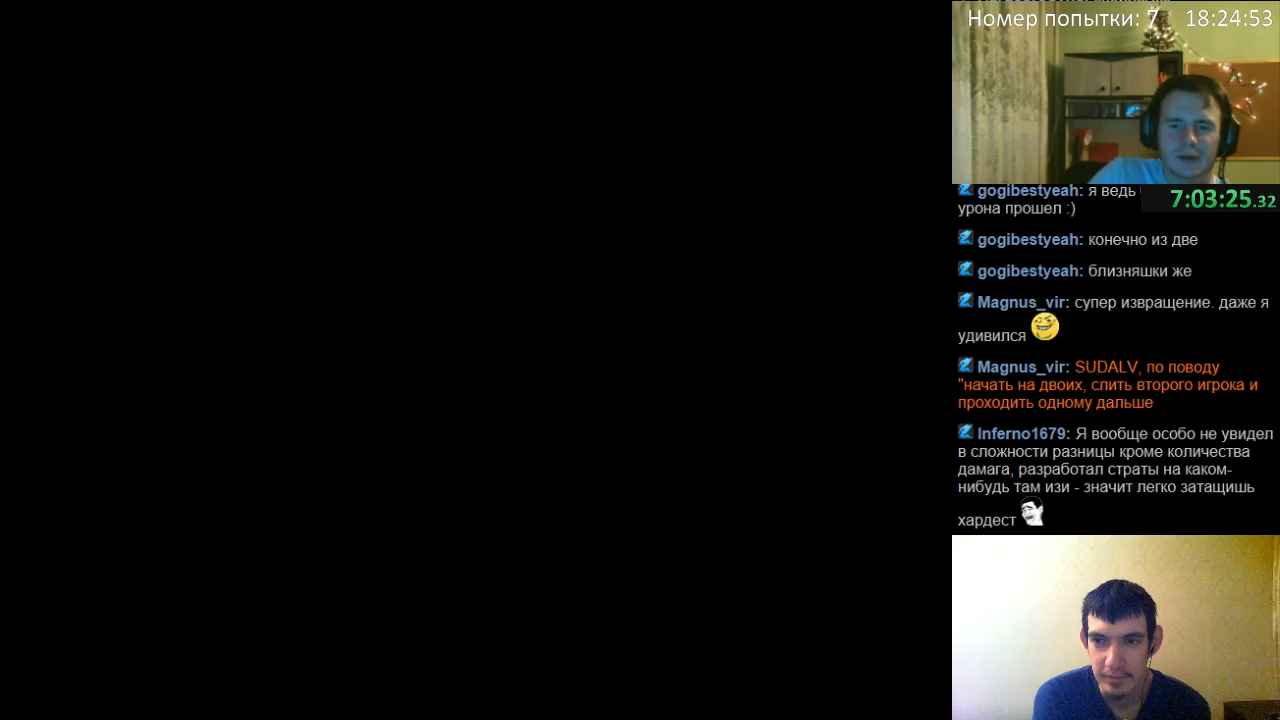 Номер попытки: 7 18:24:53
7:03:25.32
gogibestyeah: я ведь
урона прошел :)
gogibestyeah: конечно из две
gogibestyeah: близняшки же
Magnus_vir: супер извращение. даже я
удивился
Magnus_vir: SUDALV, по поводу
"начать на двоих, слить второго игрока и
проходить одному дальше
Inferno1679: Я вообще особо не увидел
в сложности разницы кроме количества
дамага, разработал страты на каком-
нибудь там изи - значит легко затащишь
хардест